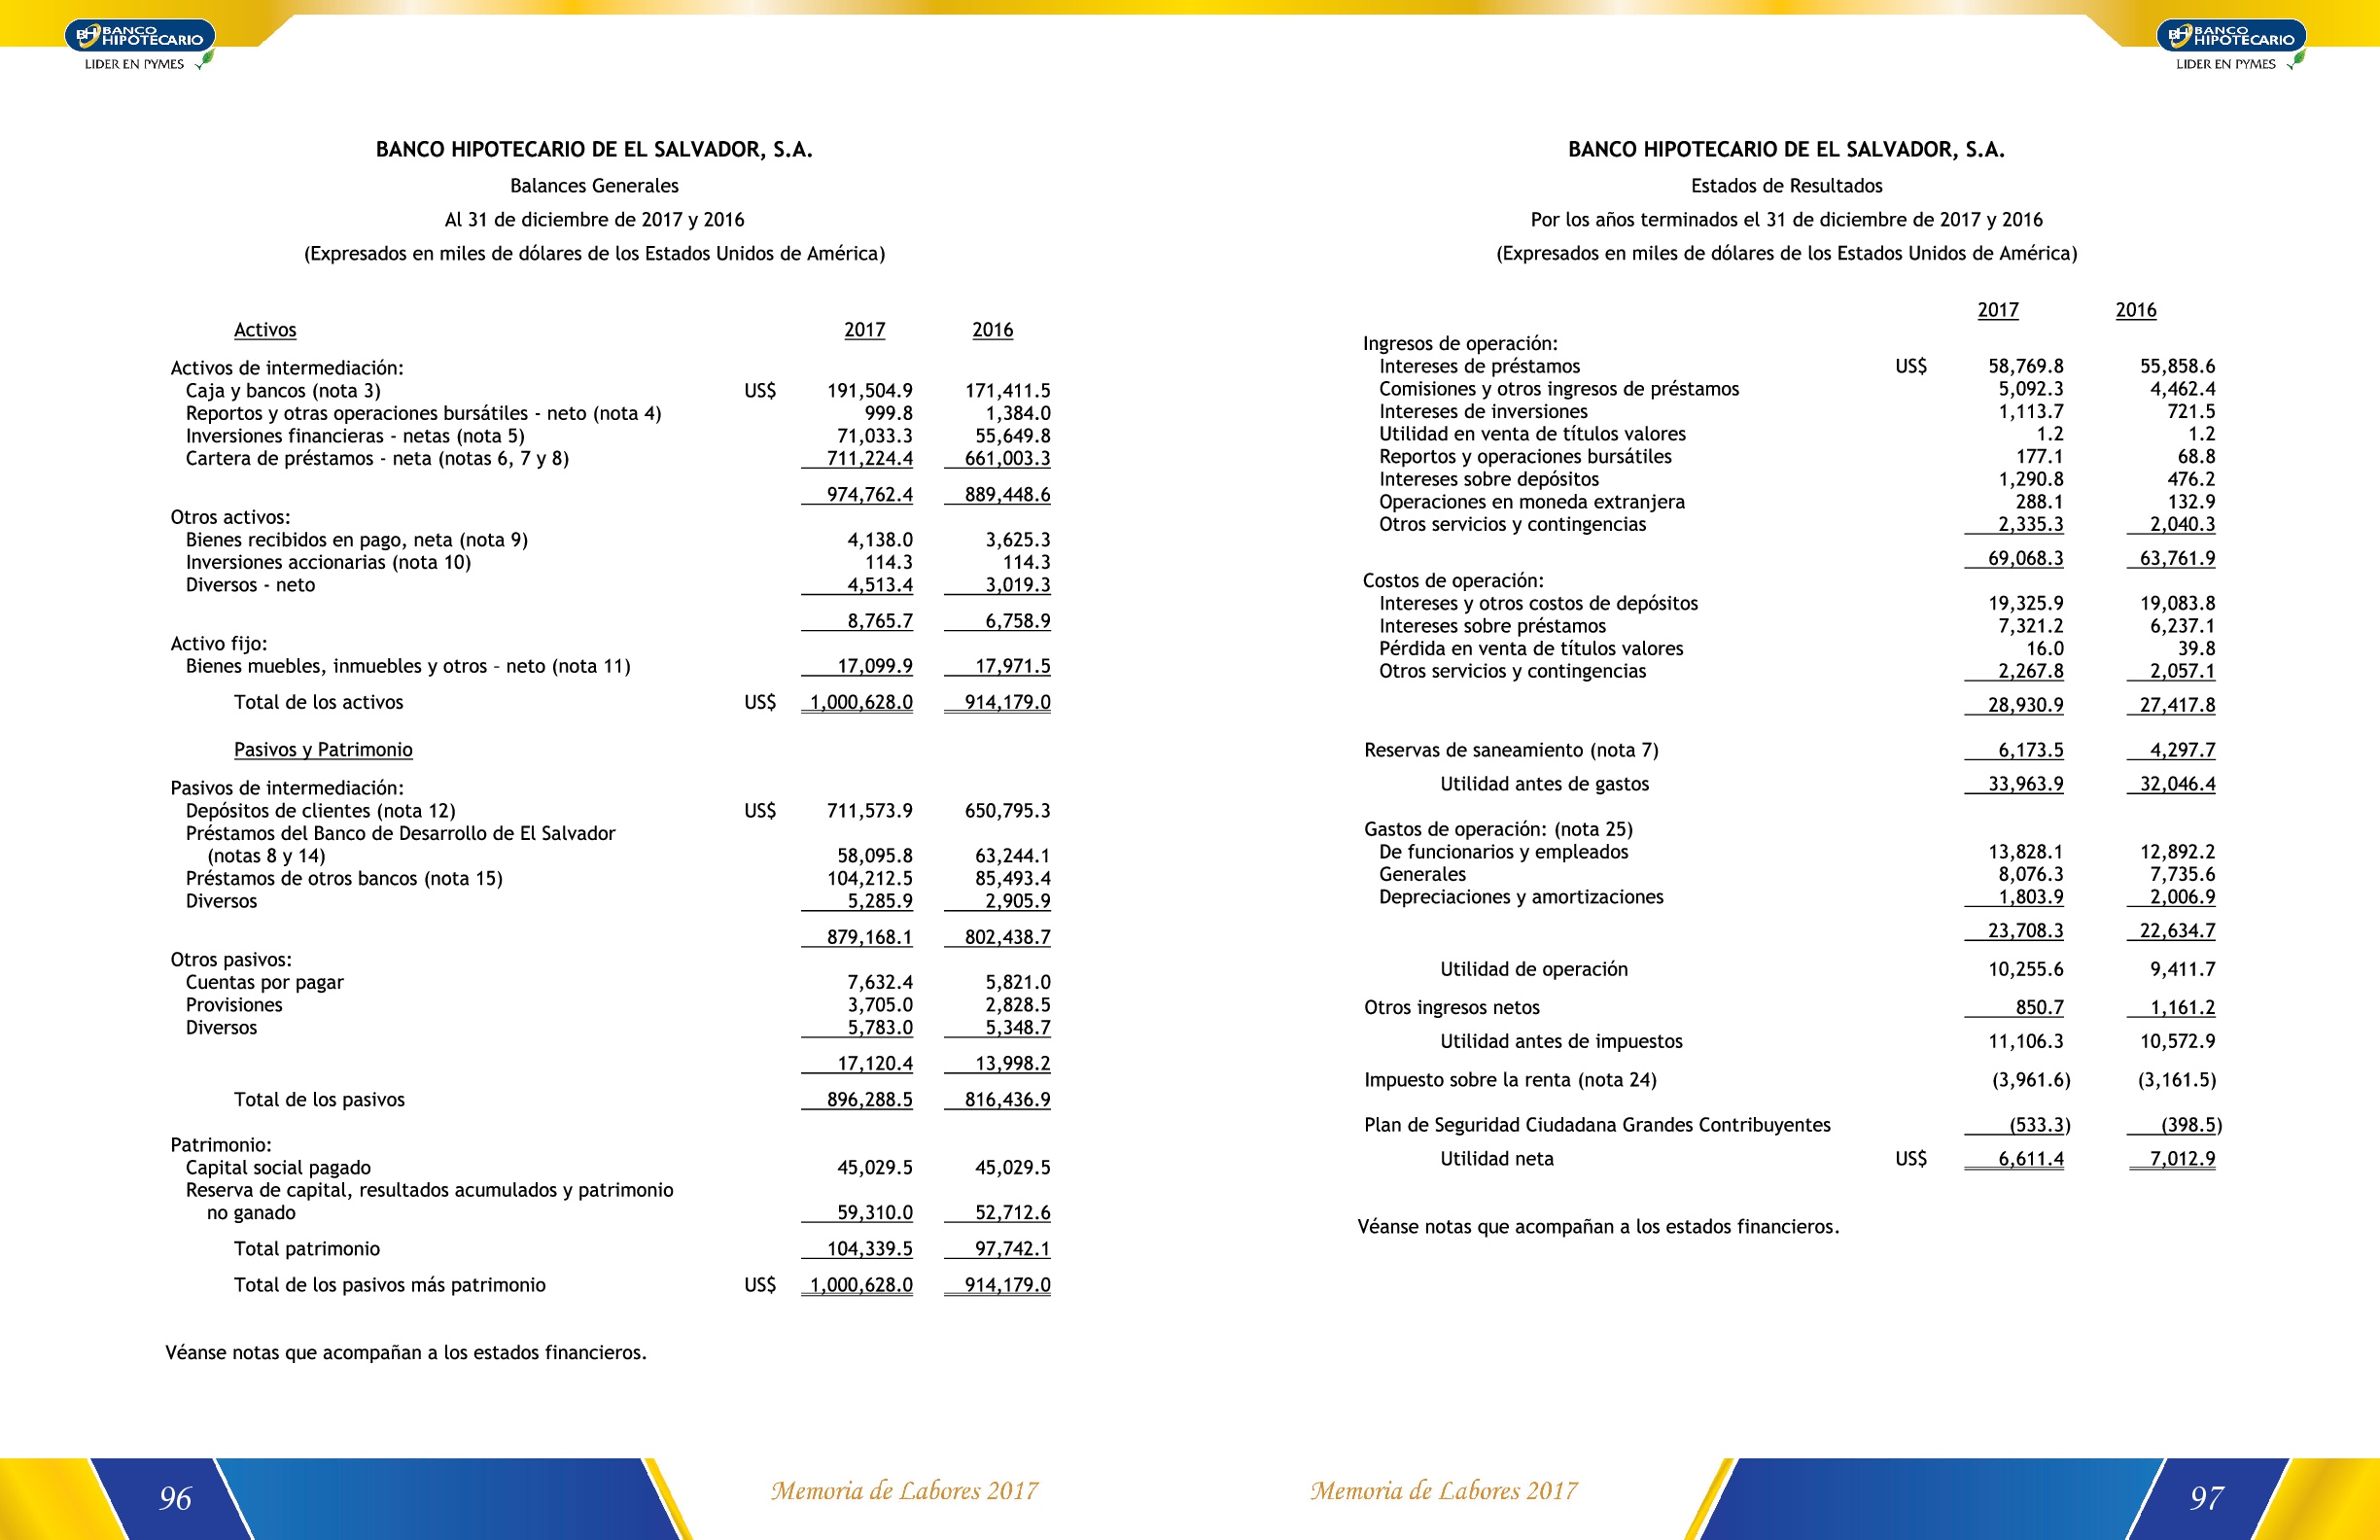 BH BANCO
HIPOTECARIO
LIDER EN PYMES
BANCO HIPOTECARIO DE EL SALVADOR, S.A.
Balances Generales
Al 31 de diciembre de 2017 y 2016
(Expresados en miles de dólares de los Estados Unidos de América)
Activos 2017 2016
Activos de intermediación:
Caja y bancos (nota 3) US$ 191,504.9 171,411.5
Reportos y otras operaciones bursátiles - neto (nota 4) 999.8 1,384.0
Inversiones financieras - netas (nota 5) 71,033.3 55,649.8
Cartera de préstamos - neta (notas 6, 7 y 8) 711,224.4 661,003.3
974,762.4 889,448.6
Otros activos:
Bienes recibidos en pago, neta (nota 9) 4,138.0 3,625.3
Inversiones accionarias (nota 10) 114.3 114.3
Diversos - neto 4,513.4 3,019.3
8,765.7 6,758.9
Activo fijo:
Bienes muebles, inmuebles y otros – neto (nota 11) 17,099.9 17,971.5
Total de los activos US$ 1,000,628.0 914,179.0
Pasivos y Patrimonio
Pasivos de intermediación:
Depósitos de clientes (nota 12) US$ 711,573.9 650,795.3
Préstamos del Banco de Desarrollo de El Salvador
(notas 8 y 14) 58,095.8 63,244.1
Préstamos de otros bancos (nota 15) 104,212.5 85,493.4
Diversos 5,285.9 2,905.9
879,168.1 802,438.7
Otros pasivos:
Cuentas por pagar 7,632.4 5,821.0
Provisiones 3,705.0 2,828.5
Diversos 5,783.0 5,348.7
17,120.4 13,998.2
Total de los pasivos 896,288.5 816,436.9
Patrimonio:
Capital social pagado 45,029.5 45,029.5
Reserva de capital, resultados acumulados y patrimonio
no ganado 59,310.0 52,712.6
Total patrimonio 104,339.5 97,742.1
Total de los pasivos más patrimonio US$ 1,000,628.0 914,179.0
Véanse notas que acompañan a los estados financieros.
96 Memoria de Labores 2017
BH BANCO
HIPOTECARIO
LIDER EN PYMES
BANCO HIPOTECARIO DE EL SALVADOR, S.A.
Estados de Resultados
Por los años terminados el 31 de diciembre de 2017 y 2016
(Expresados en miles de dólares de los Estados Unidos de América)
2017 2016
Ingresos de operación:
Intereses de préstamos US$ 58,769.8 55,858.6
Comisiones y otros ingresos de préstamos 5,092.3 4,462.4
Intereses de inversiones 1,113.7 721.5
Utilidad en venta de títulos valores 1.2 1.2
Reportos y operaciones bursátiles 177.1 68.8
Intereses sobre depósitos 1,290.8 476.2
Operaciones en moneda extranjera 288.1 132.9
Otros servicios y contingencias 2,335.3 2,040.3
69,068.3 63,761.9
Costos de operación:
Intereses y otros costos de depósitos 19,325.9 19,083.8
Intereses sobre préstamos 7,321.2 6,237.1
Pérdida en venta de títulos valores 16.0 39.8
Otros servicios y contingencias 2,267.8 2,057.1
28,930.9 27,417.8
Reservas de saneamiento (nota 7) 6,173.5 4,297.7
Utilidad antes de gastos 33,963.9 32,046.4
Gastos de operación: (nota 25)
De funcionarios y empleados 13,828.1 12,892.2
Generales 8,076.3 7,735.6
Depreciaciones y amortizaciones 1,803.9 2,006.9
23,708.3 22,634.7
Utilidad de operación 10,255.6 9,411.7
Otros ingresos netos 850.7 1,161.2
Utilidad antes de impuestos 11,106.3 10,572.9
Impuesto sobre la renta (nota 24) (3,961.6) (3,161.5)
Plan de Seguridad Ciudadana Grandes Contribuyentes (533.3) (398.5)
Utilidad neta US$ 6,611.4 7,012.9
Véanse notas que acompañan a los estados financieros.
Memoria de Labores 2017 97